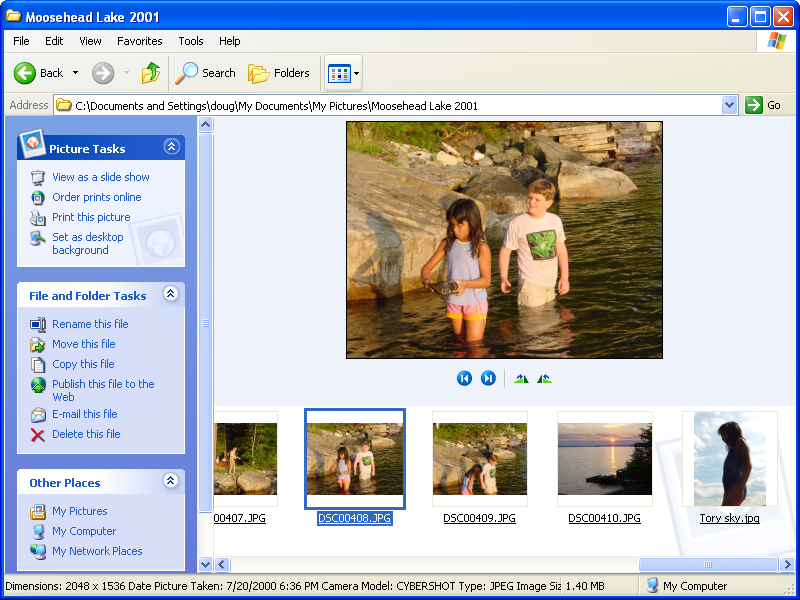 Moosehead Lake 2001
File Edit View Favorites Tools Help
Back Search Folders
Address C:\Documents and Settings\doug\My Documents\My Pictures\Moosehead Lake 2001 Go
Picture Tasks
View as a slide show
Order prints online
Print this picture
Set as desktop
background
File and Folder Tasks
Rename this file
Move this file
Copy this file
Publish this file to the
Web
E-mail this file
Delete this file
Other Places
My Pictures
My Computer
My Network Places
00407.JPG DSC00408.JPG DSC00409.JPG DSC00410.JPG Tory sky.jpg
Dimensions: 2048 x 1536 Date Picture Taken: 7/20/2000 6:36 PM Camera Model: CYBERSHOT Type: JPEG Image Siz 1.40 MB My Computer